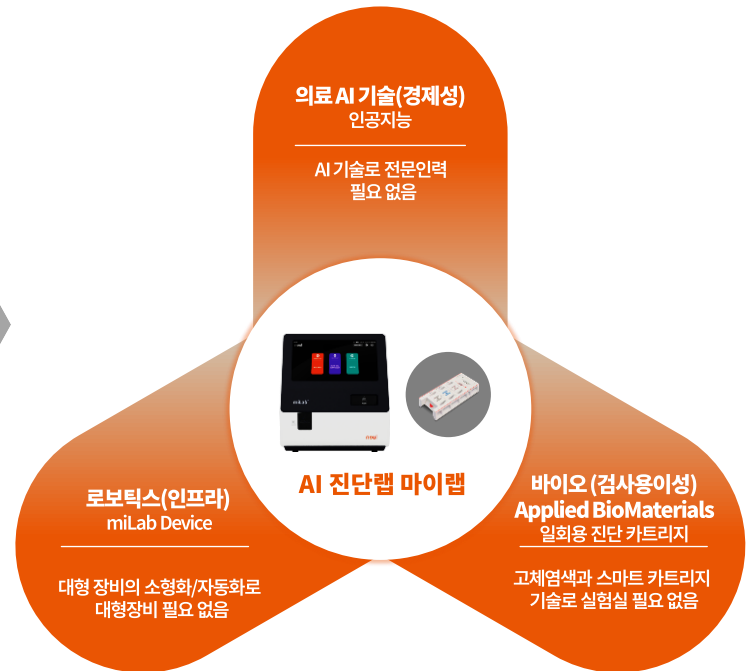 의료 AI 기술(경제성)
인공지능
AI 기술로 전문인력
필요 없음
miLab
AI 진단랩 마이랩
로보틱스(인프라)
miLab Device
대형 장비의 소형화/자동화로
대형장비 필요 없음
바이오 (검사용이성)
Applied BioMaterials
일회용 진단 카트리지
고체염색과 스마트 카트리지
기술로 실험실 필요 없음